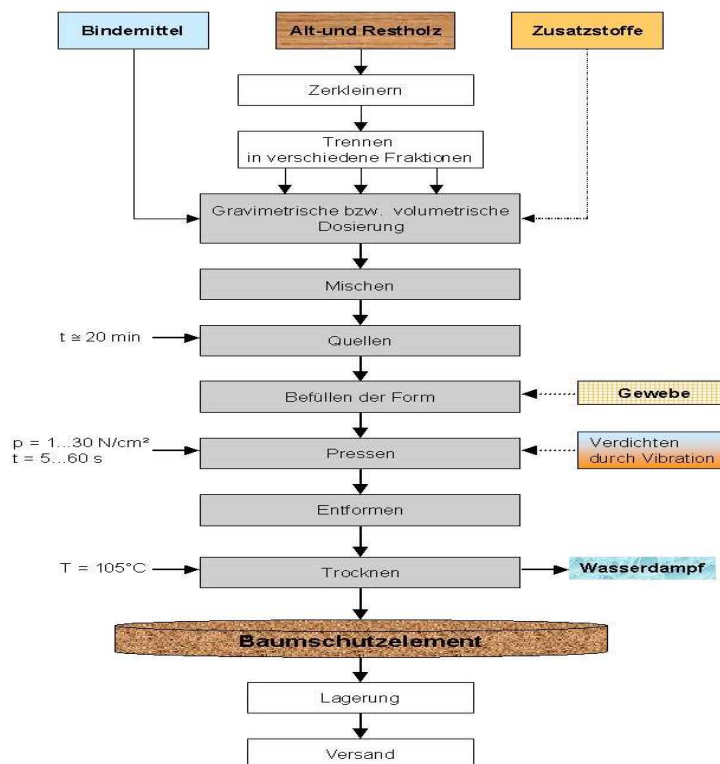 Bindemittel
Alt-und Restholz
Zusatzstoffe
Zerkleinern
Trennen
in verschiedene Fraktionen
Gravimetrische bzw. volumetrische
Dosierung
Mischen
t ≅ 20 min
Quellen
Befüllen der Form
Gewebe
p = 1...30 N/cm²
t = 5...60 s
Pressen
Verdichten
durch Vibration
Entformen
T = 105°C
Trocknen
Wasserdampf
Baumschutzelement
Lagerung
Versand